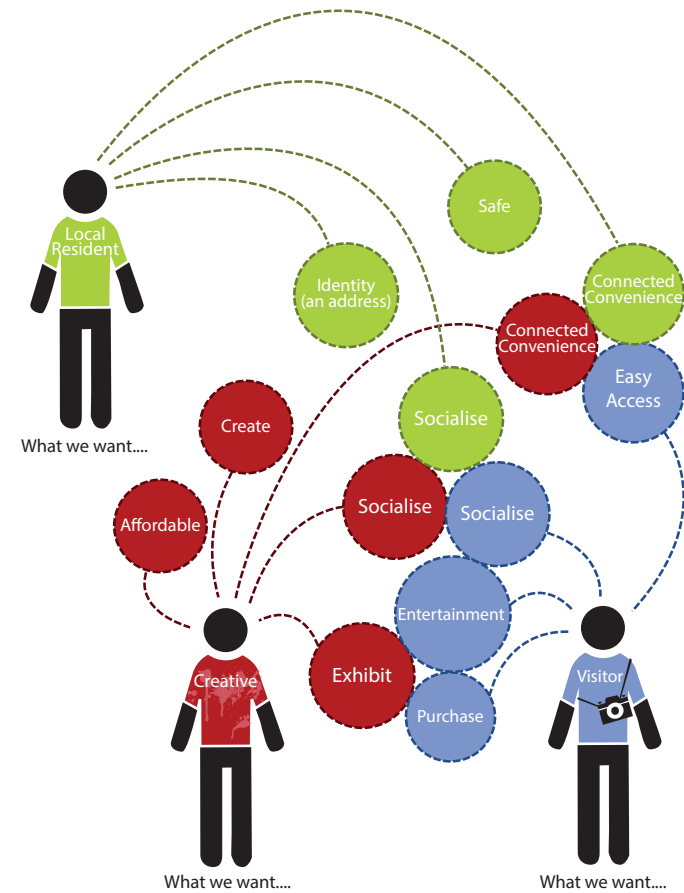 Local
Resident
What we want....
Safe
Identity
(an address)
Connected
Convenience
Connected
Convenience
Easy
Access
Socialise
Create
Affordable
Socialise
Socialise
Entertainment
Exhibit
Purchase
Creative
What we want....
Visitor
What we want....